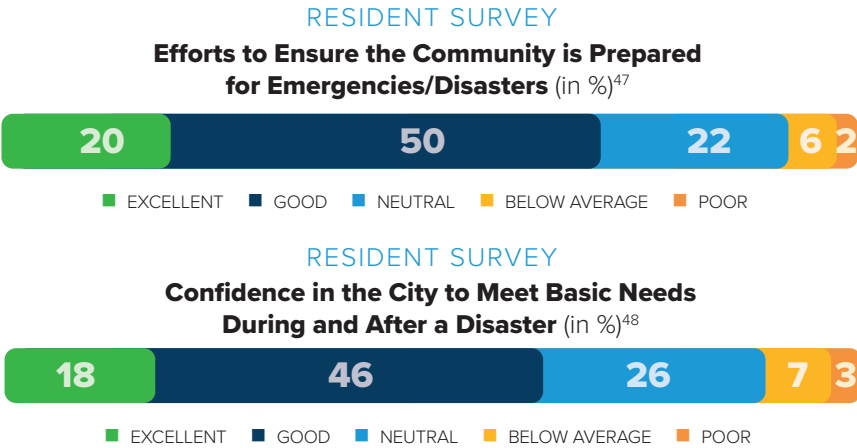 RESIDENT SURVEY
Efforts to Ensure the Community is Prepared
for Emergencies/Disasters (in %)47
20 50 22 6 2
EXCELLENT GOOD NEUTRAL BELOW AVERAGE POOR
RESIDENT SURVEY
Confidence in the City to Meet Basic Needs
During and After a Disaster (in %)48
18 46 26 7 3
EXCELLENT GOOD NEUTRAL BELOW AVERAGE POOR